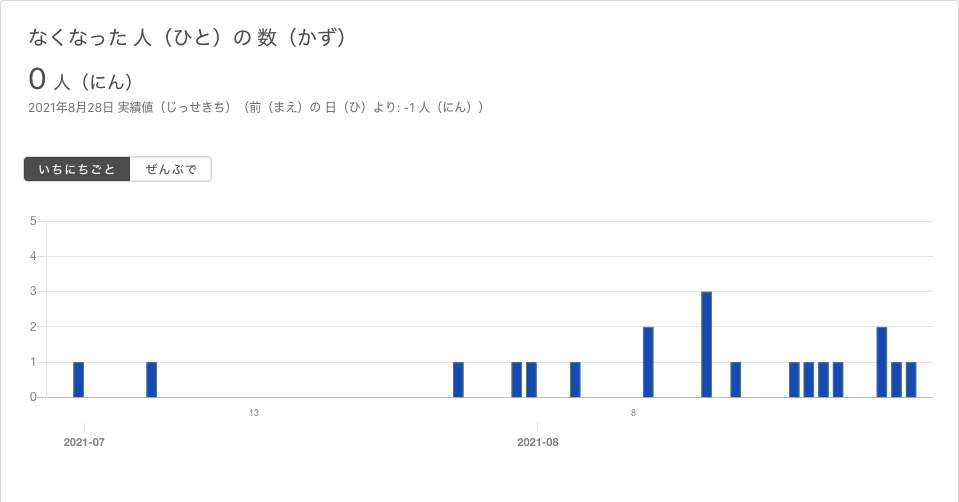 なくなった 人（ひと）の 数（かず）
0 人（にん）
2021年8月28日 実績値（じっせきち）（前（まえ）の 日（ひ）より: -1 人（にん））
いちにちごと ぜんぶで
5
4
3
2
1
0
13 8
2021-07 2021-08